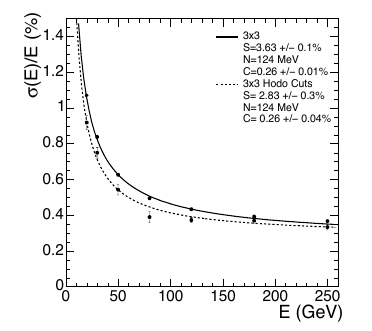 σ(E)/E (%)
1.4
1.2
1
0.8
0.6
0.4
0.2
0
0 50 100 150 200 250
E (GeV)
3x3
S=3.63 +/– 0.1%
N=124 MeV
C=0.26 +/– 0.01%
3x3 Hodo Cuts
S= 2.83 +/– 0.3%
N=124 MeV
C= 0.26 +/– 0.04%